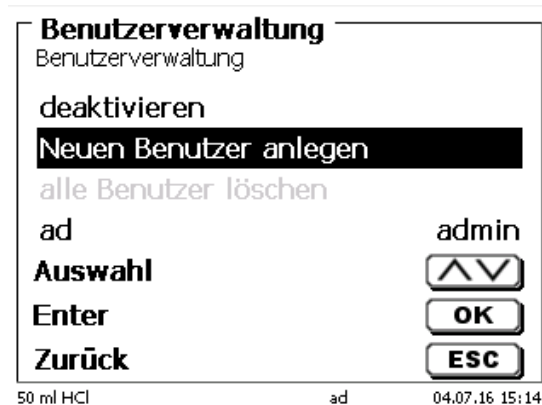 Benutzerverwaltung
Benutzerverwaltung
deaktivieren
Neuen Benutzer anlegen
alle Benutzer löschen
ad admin
Auswahl
Enter OK
Zurück ESC
50 ml HCl ad 04.07.16 15:14